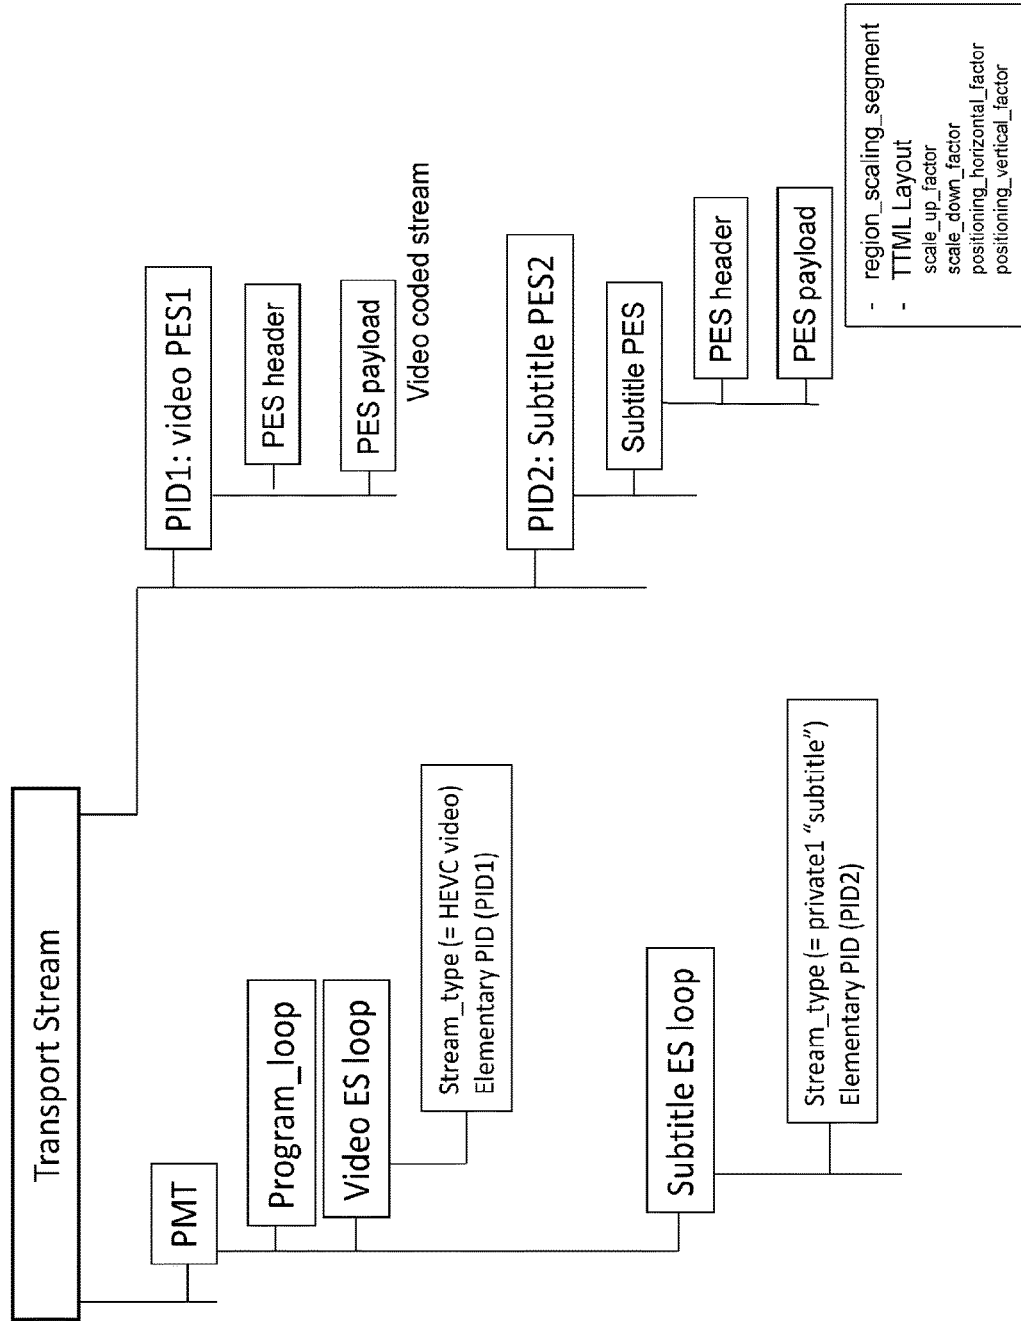 Transport Stream
PMT
Program_loop
Video ES loop
Stream_type (= HEVC video)
Elementary PID (PID1)
Subtitle ES loop
Stream_type (= private1 “subtitle”)
Elementary PID (PID2)
PID1: video PES1
PES header
PES payload
Video coded stream
PID2: Subtitle PES2
Subtitle PES
PES header
PES payload
- region_scaling_segment
- TTML Layout
scale_up_factor
scale_down_factor
positioning_horizontal_factor
positioning_vertical_factor